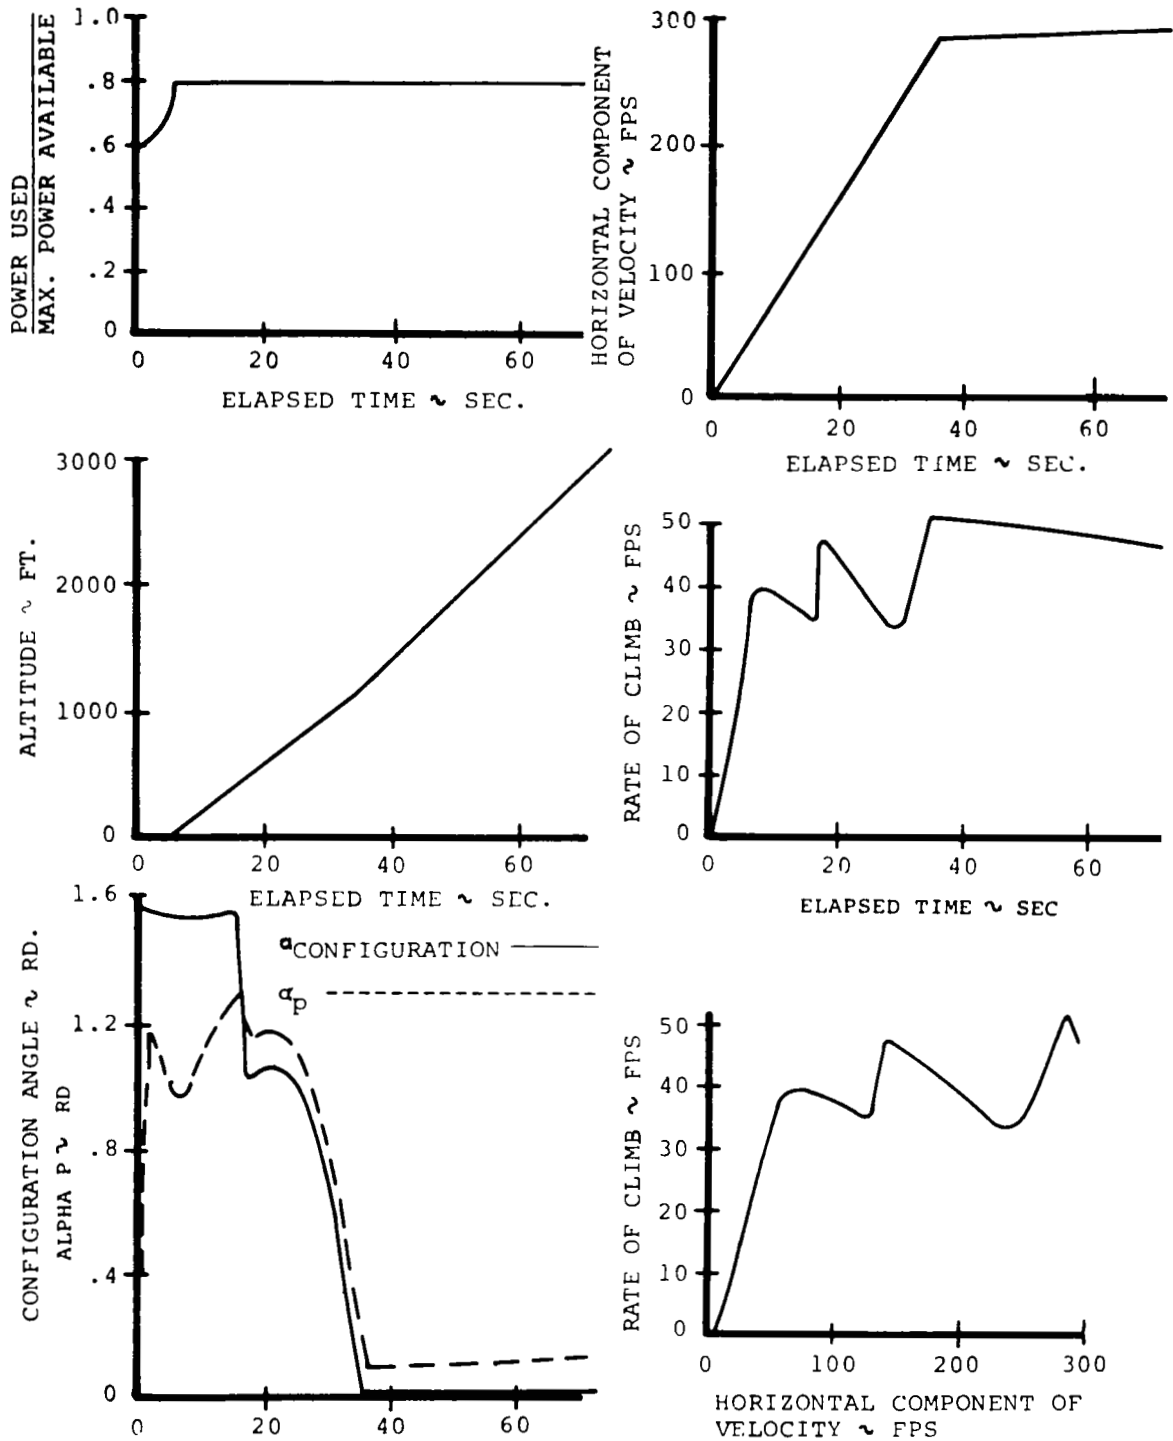 POWER USED
MAX. POWER AVAILABLE
1.0
.8
.6
.4
.2
0
0 20 40 60
ELAPSED TIME ~ SEC.
HORIZONTAL COMPONENT
OF VELOCITY ~ FPS
300
200
100
0
0 20 40 60
ELAPSED TIME ~ SEC.
ALTITUDE ~ FT.
3000
2000
1000
0
0 20 40 60
ELAPSED TIME ~ SEC.
RATE OF CLIMB ~ FPS
50
40
30
20
10
0
0 20 40 60
ELAPSED TIME ~ SEC
CONFIGURATION ANGLE ~ RD.
ALPHA P ~ RD
1.6
1.2
.8
.4
0
0 20 40 60
αCONFIGURATION
αp
RATE OF CLIMB ~ FPS
50
40
30
20
10
0
0 100 200 300
HORIZONTAL COMPONENT OF
VELOCITY ~ FPS